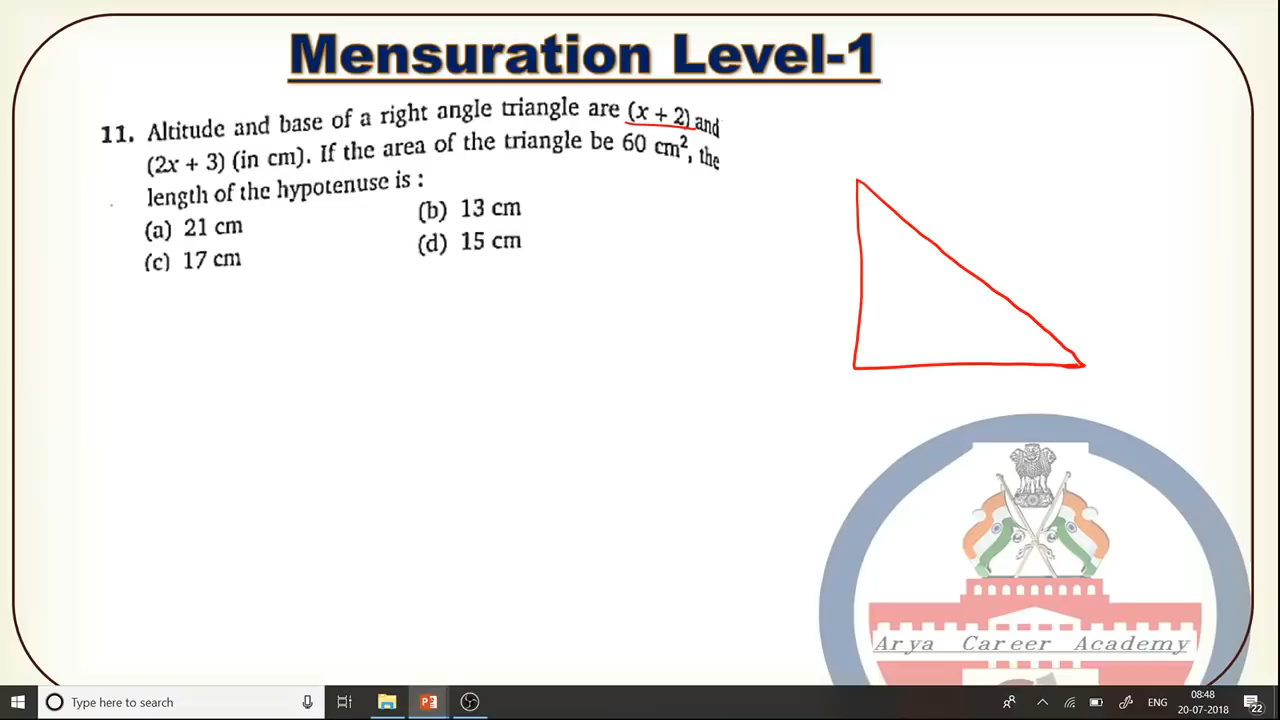 Mensuration Level-1
11. Altitude and base of a right angle triangle are (x + 2) and
(2x + 3) (in cm). If the area of the triangle be 60 cm², the
length of the hypotenuse is :
(a) 21 cm (b) 13 cm
(c) 17 cm (d) 15 cm
Arya Career Academy
Type here to search
ENG
08:48
20-07-2018
22